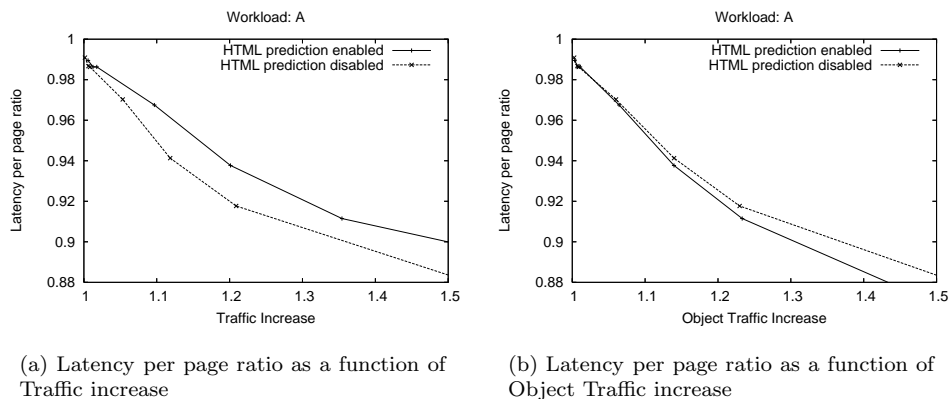 Workload: A
1
0.98
0.96
0.94
0.92
0.9
0.88
1
1.1
1.2
1.3
1.4
1.5
Latency per page ratio
Traffic Increase
HTML prediction enabled
HTML prediction disabled
(a) Latency per page ratio as a function of
Traffic increase
Workload: A
1
0.98
0.96
0.94
0.92
0.9
0.88
1
1.1
1.2
1.3
1.4
1.5
Latency per page ratio
Object Traffic Increase
HTML prediction enabled
HTML prediction disabled
(b) Latency per page ratio as a function of
Object Traffic increase